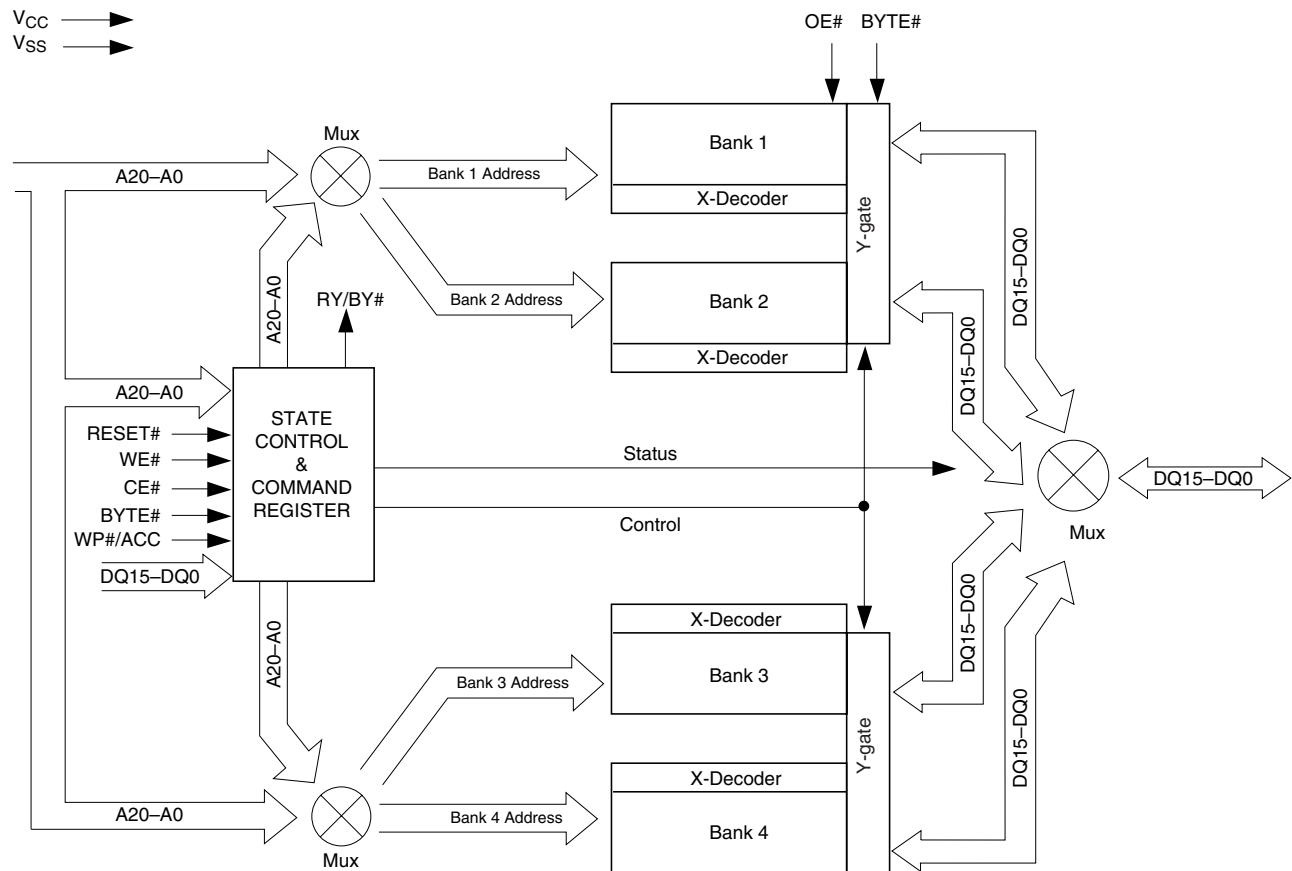 VCC
VSS
OE# BYTE#
Mux
A20–A0
Bank 1 Address
Bank 1
X-Decoder
Y-gate
DQ15–DQ0
A20–A0
RY/BY#
Bank 2 Address
Bank 2
X-Decoder
DQ15–DQ0
A20–A0
RESET#
WE#
CE#
BYTE#
WP#/ACC
DQ15–DQ0
STATE
CONTROL
&
COMMAND
REGISTER
Status
Control
DQ15–DQ0
Mux
A20–A0
Bank 3 Address
X-Decoder
Bank 3
Y-gate
DQ15–DQ0
DQ15–DQ0
A20–A0
Mux
Bank 4 Address
X-Decoder
Bank 4